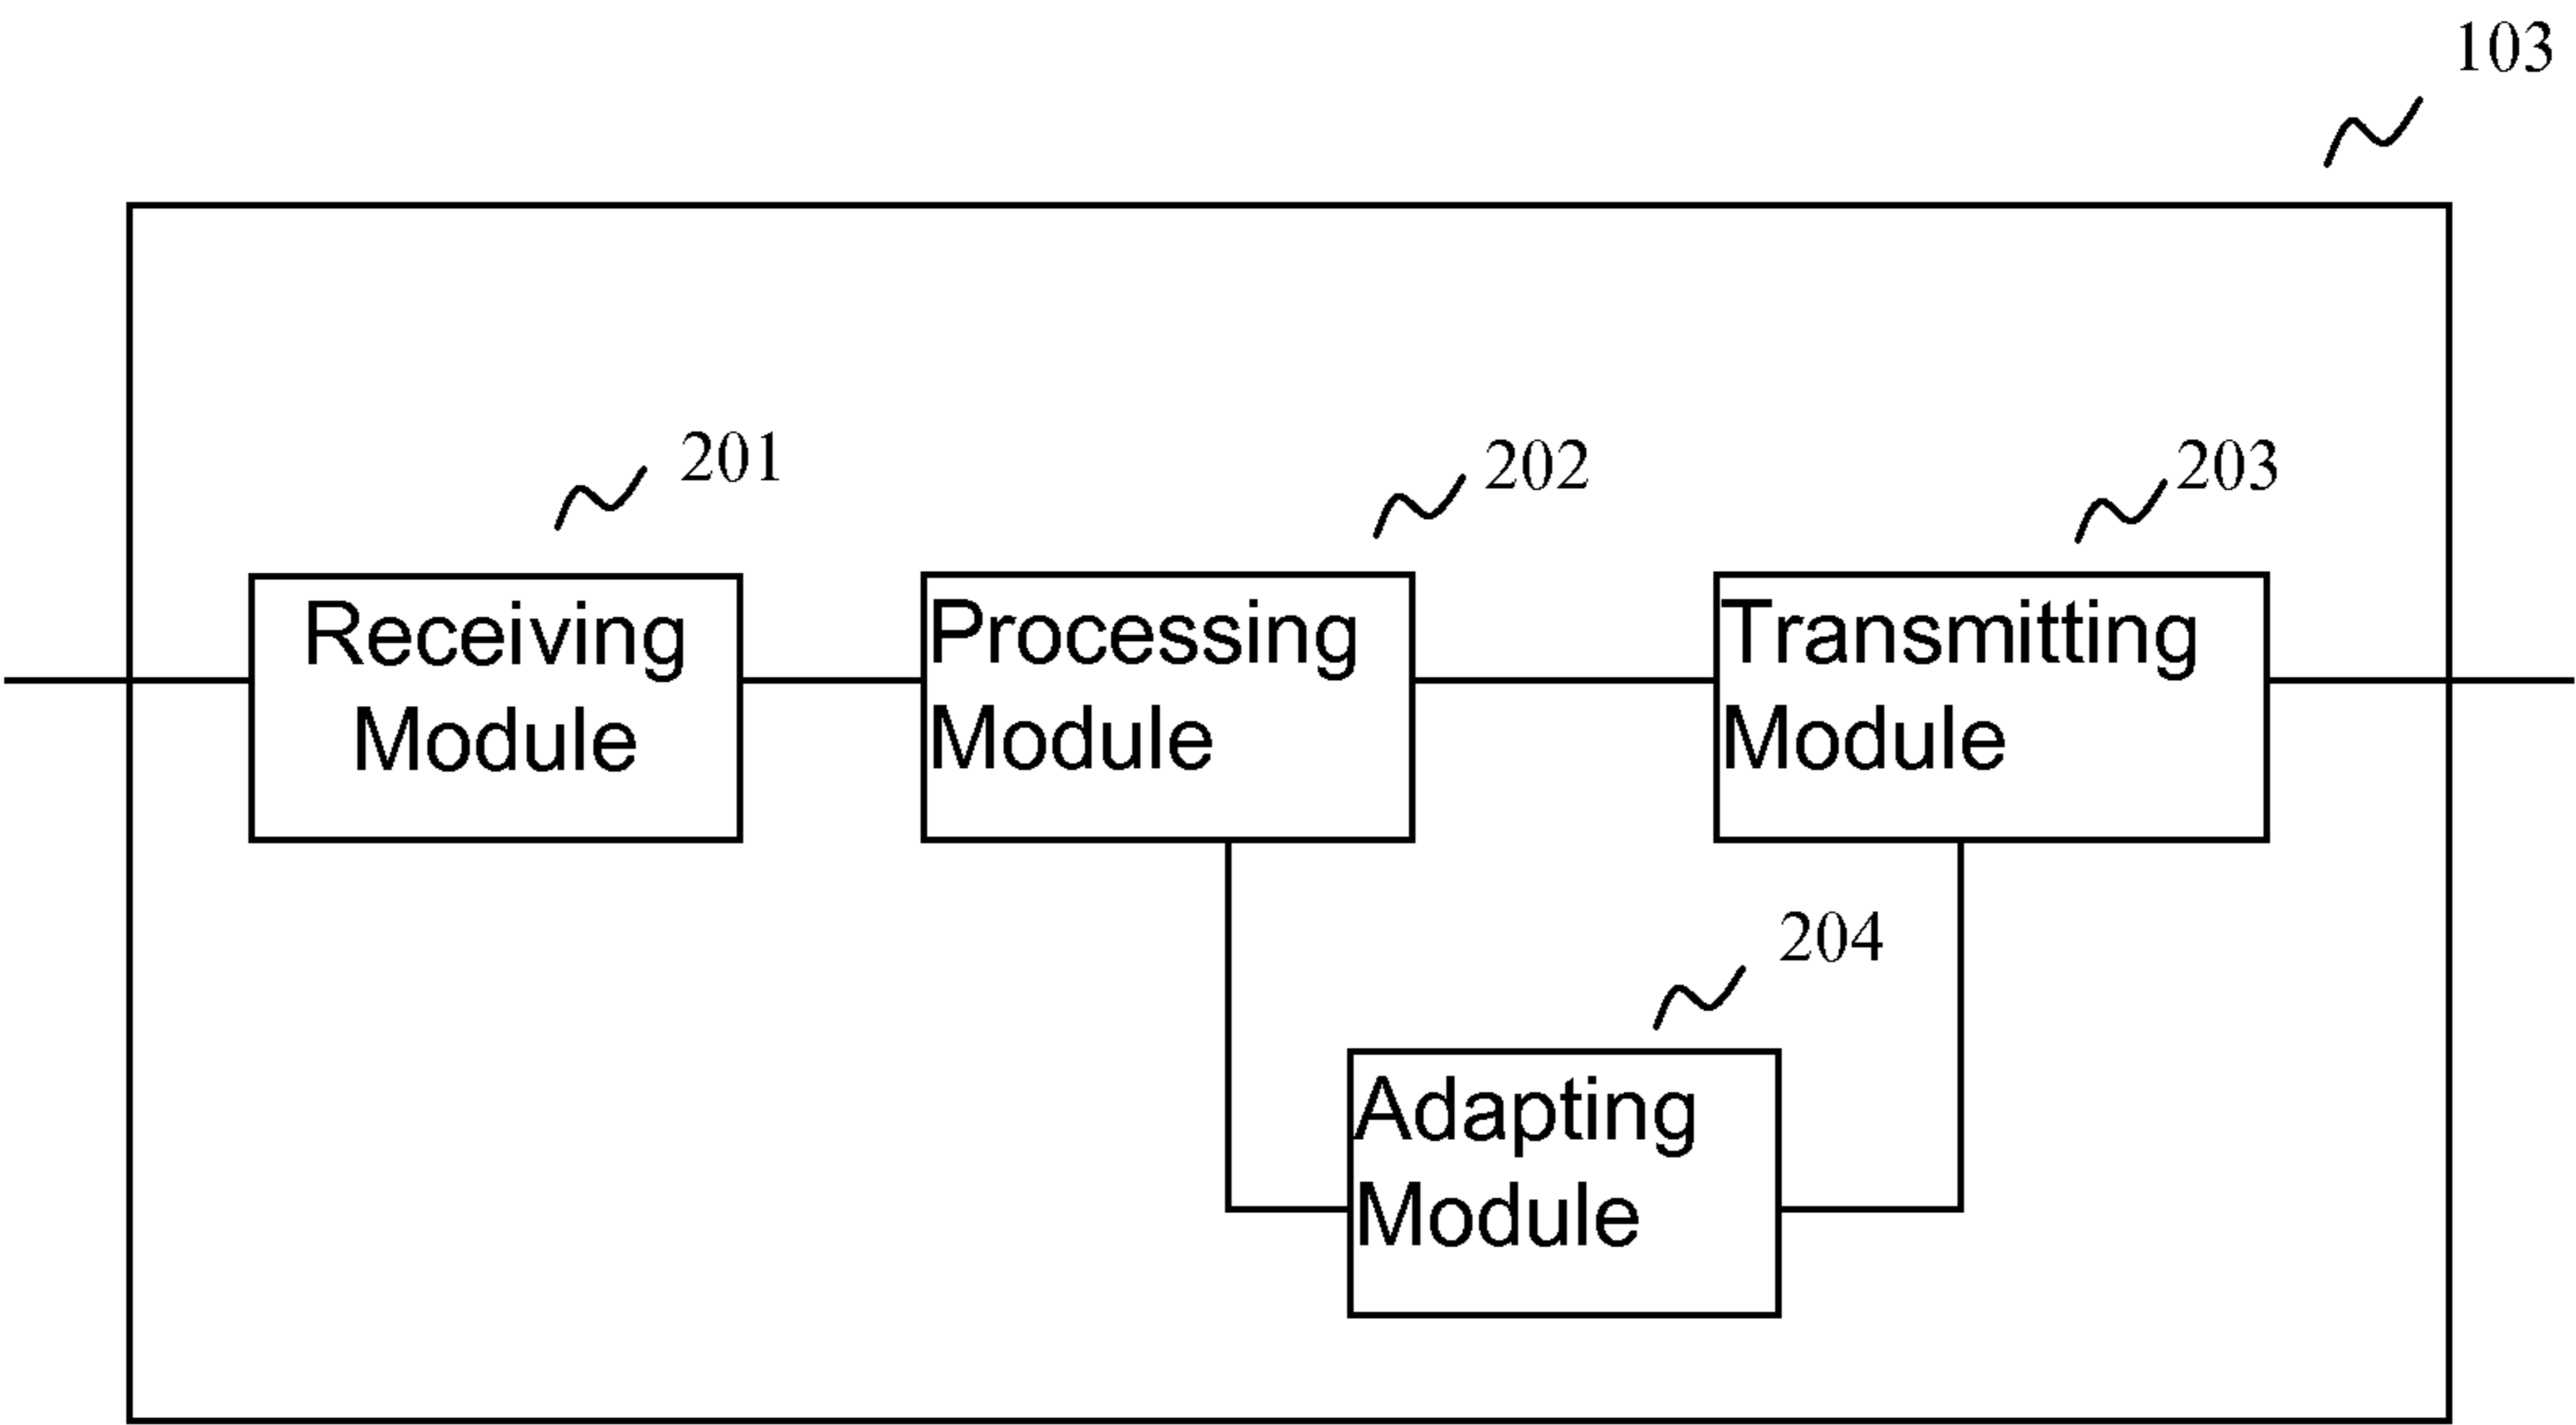 103
201
202
203
Receiving
Module
Processing
Module
Transmitting
Module
204
Adapting
Module